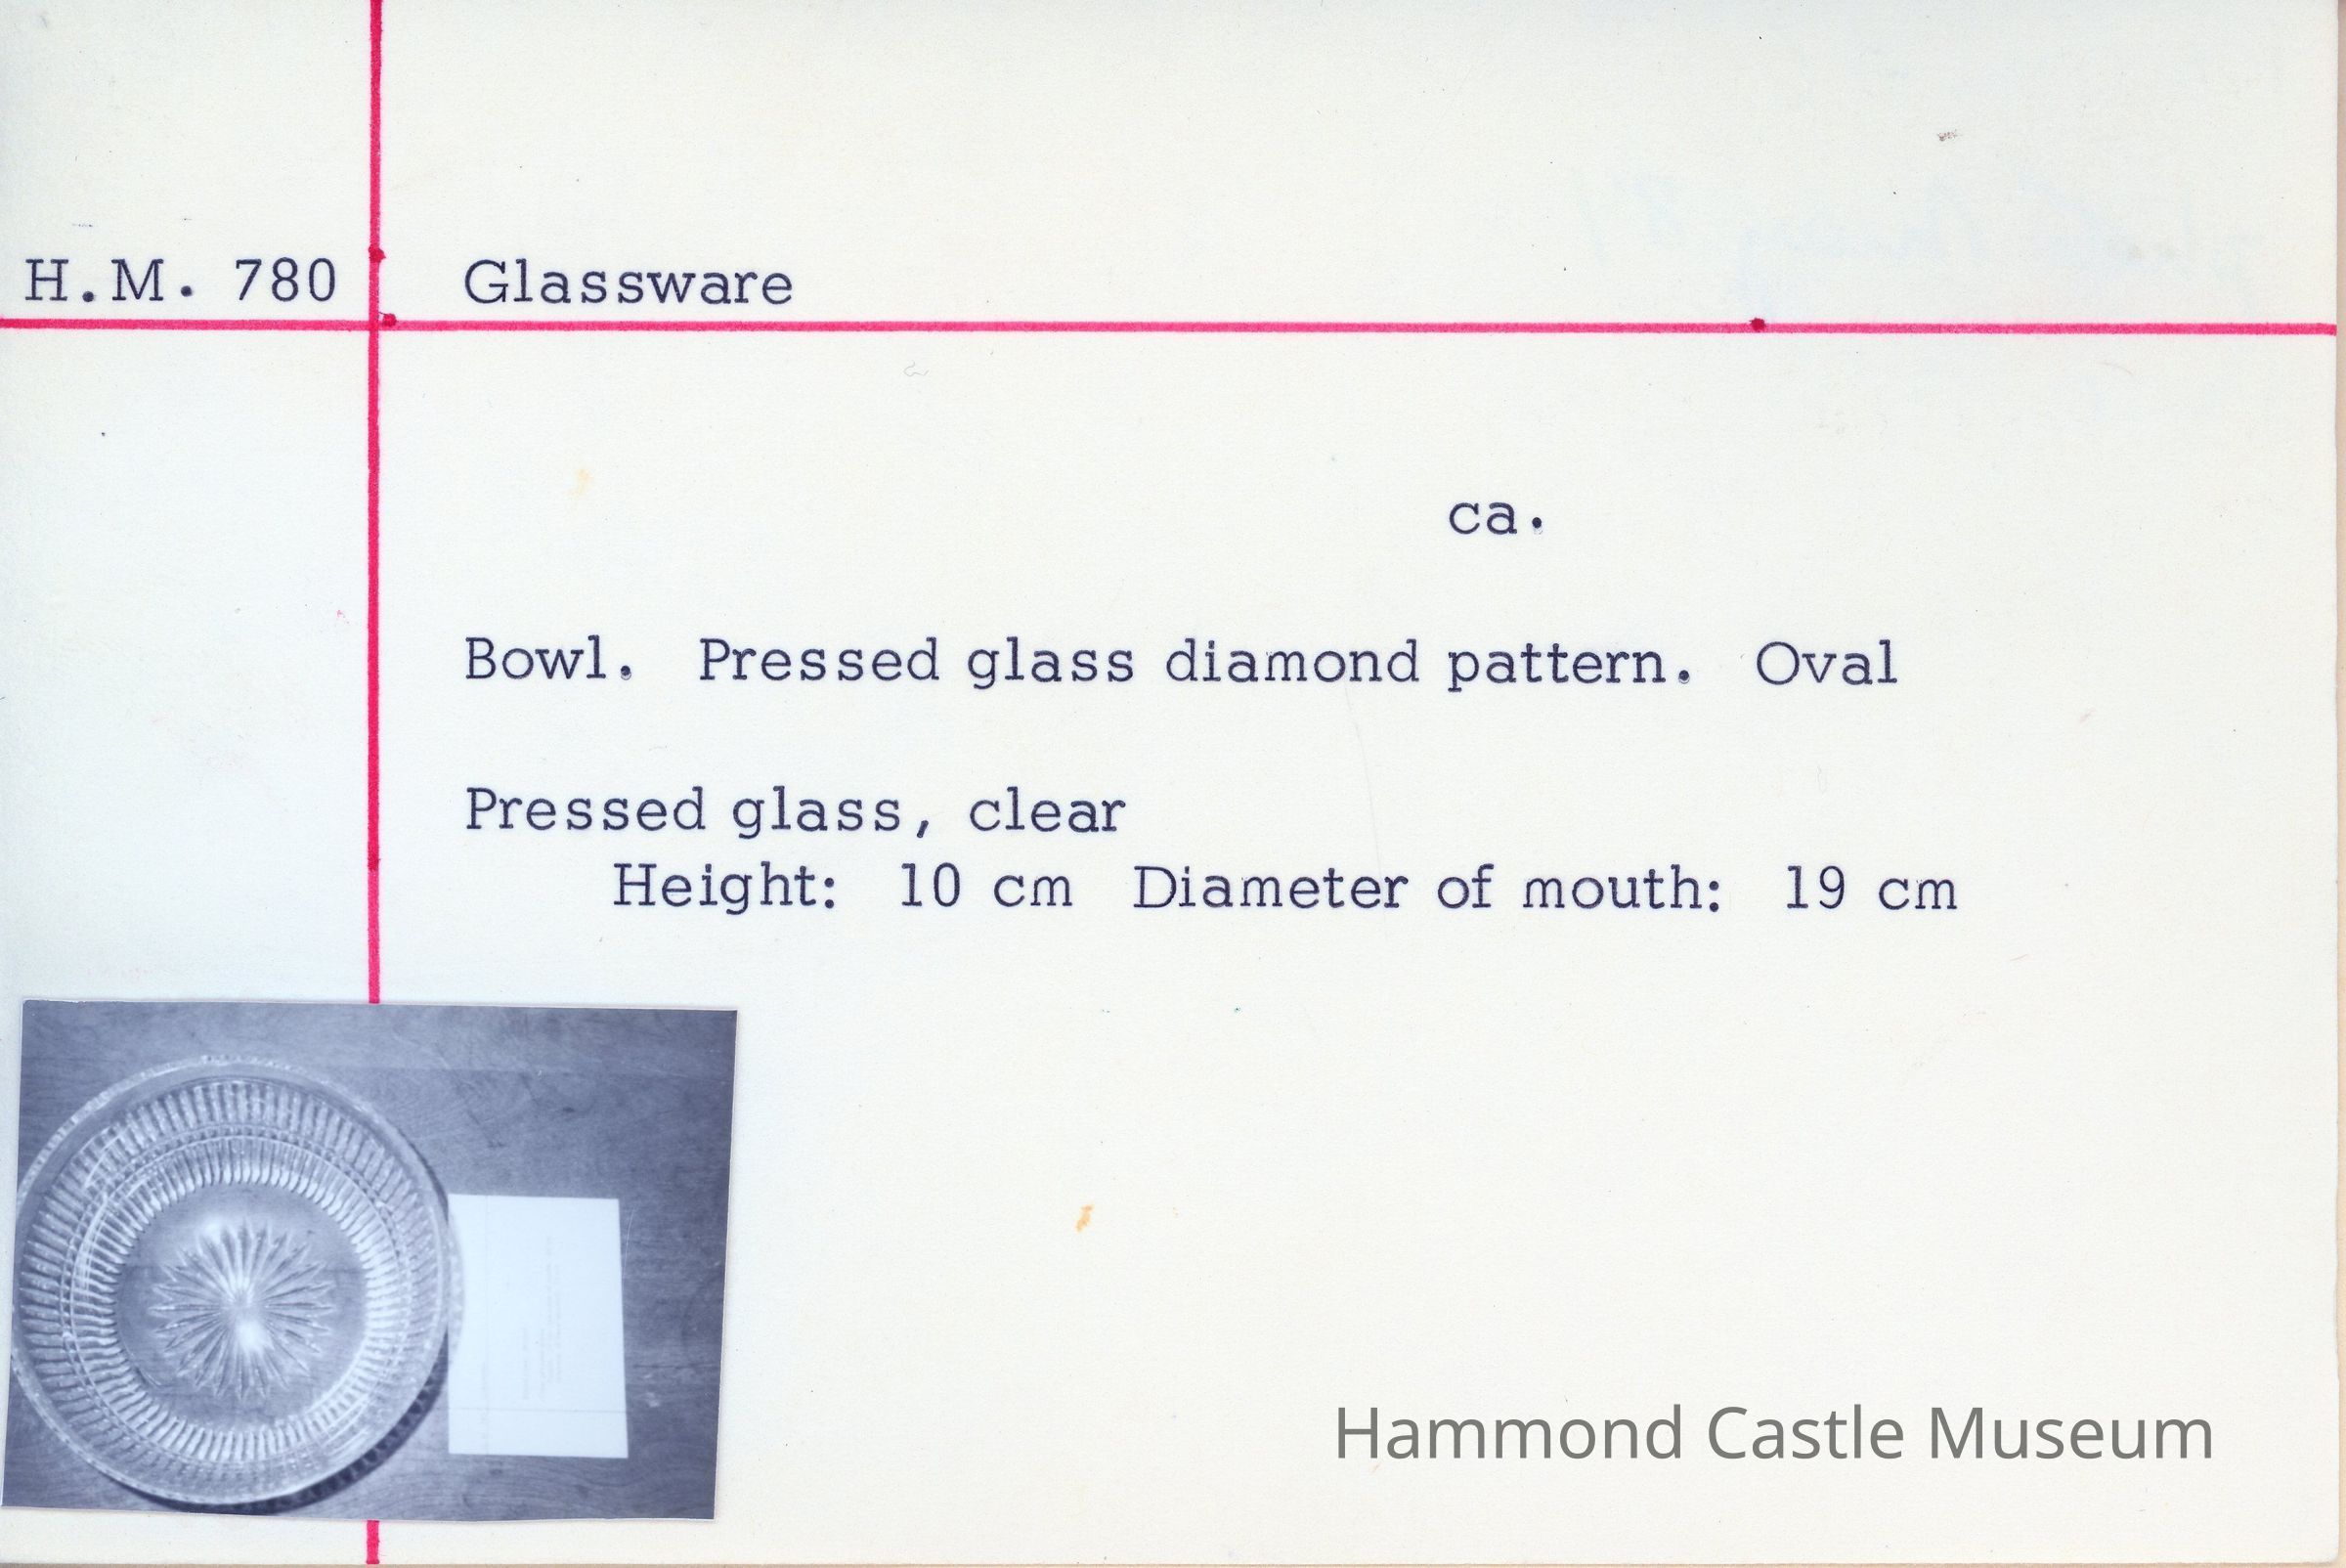 H.M. 780 Glassware
ca.
Bowl. Pressed glass diamond pattern. Oval
Pressed glass, clear
Height: 10 cm Diameter of mouth: 19 cm
Hammond Castle Museum